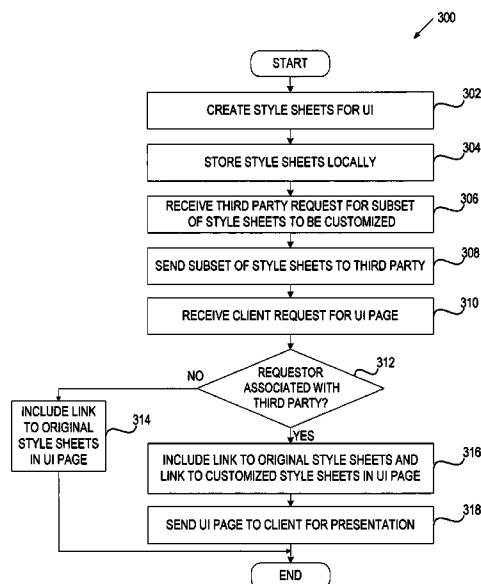 300
START
CREATE STYLE SHEETS FOR UI
302
STORE STYLE SHEETS LOCALLY
304
RECEIVE THIRD PARTY REQUEST FOR SUBSET
OF STYLE SHEETS TO BE CUSTOMIZED
306
SEND SUBSET OF STYLE SHEETS TO THIRD PARTY
308
RECEIVE CLIENT REQUEST FOR UI PAGE
310
REQUESTOR
ASSOCIATED WITH
THIRD PARTY?
312
NO
YES
INCLUDE LINK
TO ORIGINAL
STYLE SHEETS
IN UI PAGE
314
INCLUDE LINK TO ORIGINAL STYLE SHEETS AND
LINK TO CUSTOMIZED STYLE SHEETS IN UI PAGE
316
SEND UI PAGE TO CLIENT FOR PRESENTATION
318
END